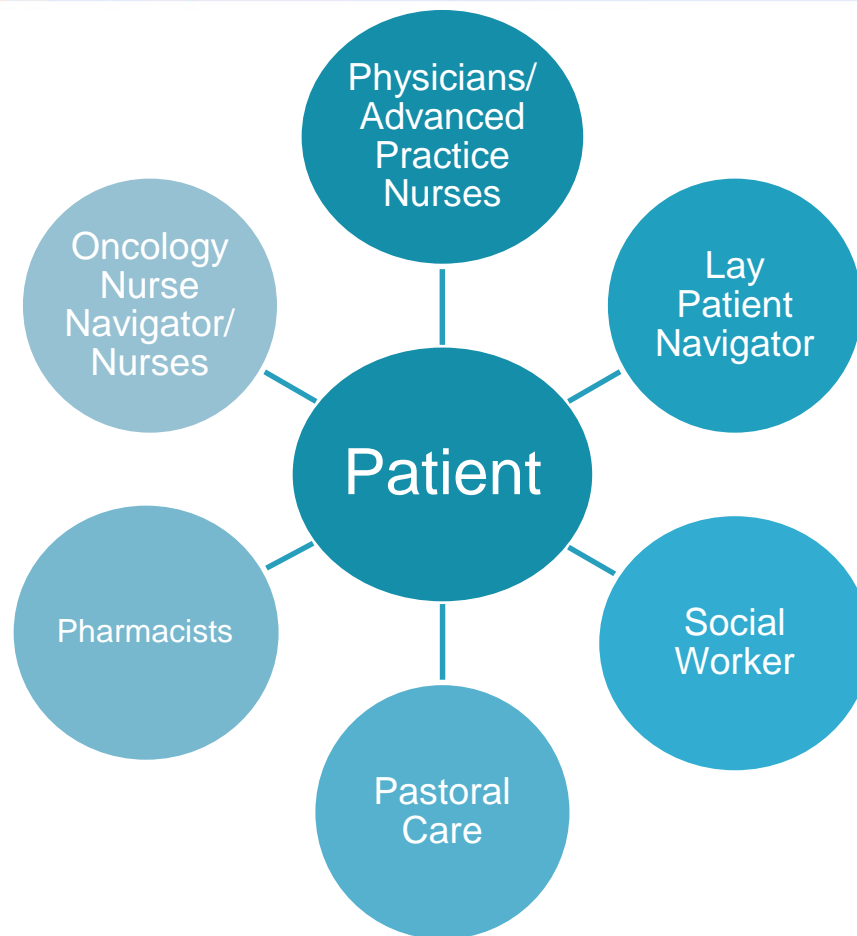 Physicians/
Advanced
Practice
Nurses
Oncology
Nurse
Navigator/
Nurses
Lay
Patient
Navigator
Patient
Pharmacists
Social
Worker
Pastoral
Care